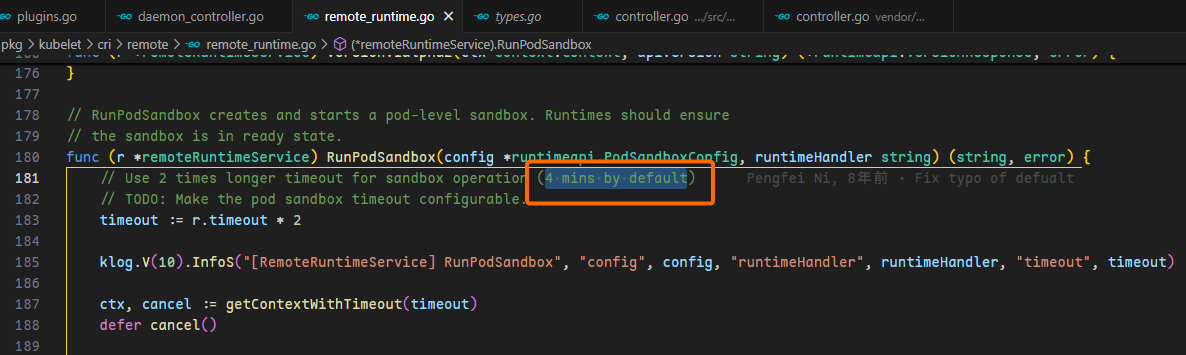 plugins.go daemon_controller.go remote_runtime.go types.go controller.go .../src/... controller.go vendor/...
pkg > kubelet > cri > remote > remote_runtime.go > (*remoteRuntimeService).RunPodSandbox
176 }
177
178 // RunPodSandbox creates and starts a pod-level sandbox. Runtimes should ensure
179 // the sandbox is in ready state.
180 func (r *remoteRuntimeService) RunPodSandbox(config *runtimeapi.PodSandboxConfig, runtimeHandler string) (string, error) {
181 // Use 2 times longer timeout for sandbox operation (4 mins by default) Pengfei Ni, 8年前 • Fix typo of defualt
182 // TODO: Make the pod sandbox timeout configurable.
183 timeout := r.timeout * 2
184
185 klog.V(10).InfoS("[RemoteRuntimeService] RunPodSandbox", "config", config, "runtimeHandler", runtimeHandler, "timeout", timeout)
186
187 ctx, cancel := getContextWithTimeout(timeout)
188 defer cancel()
189